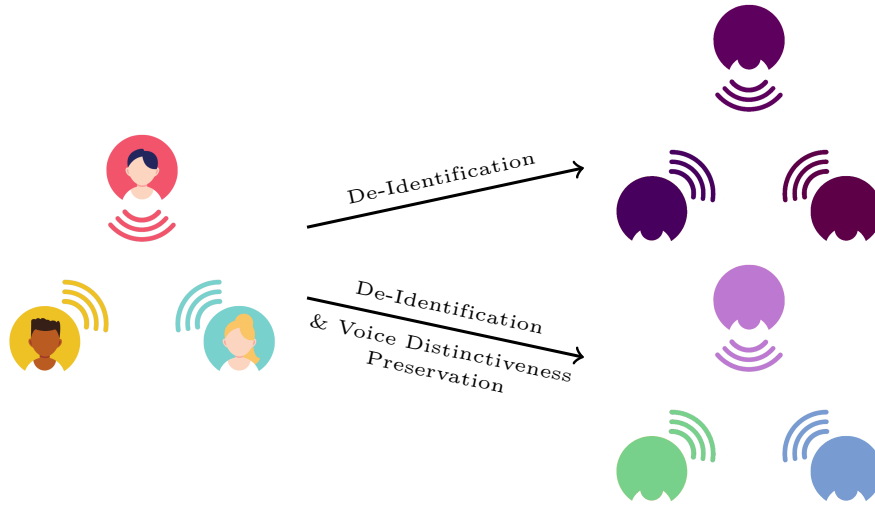 De-Identification
De-Identification
& Voice Distinctiveness
Preservation